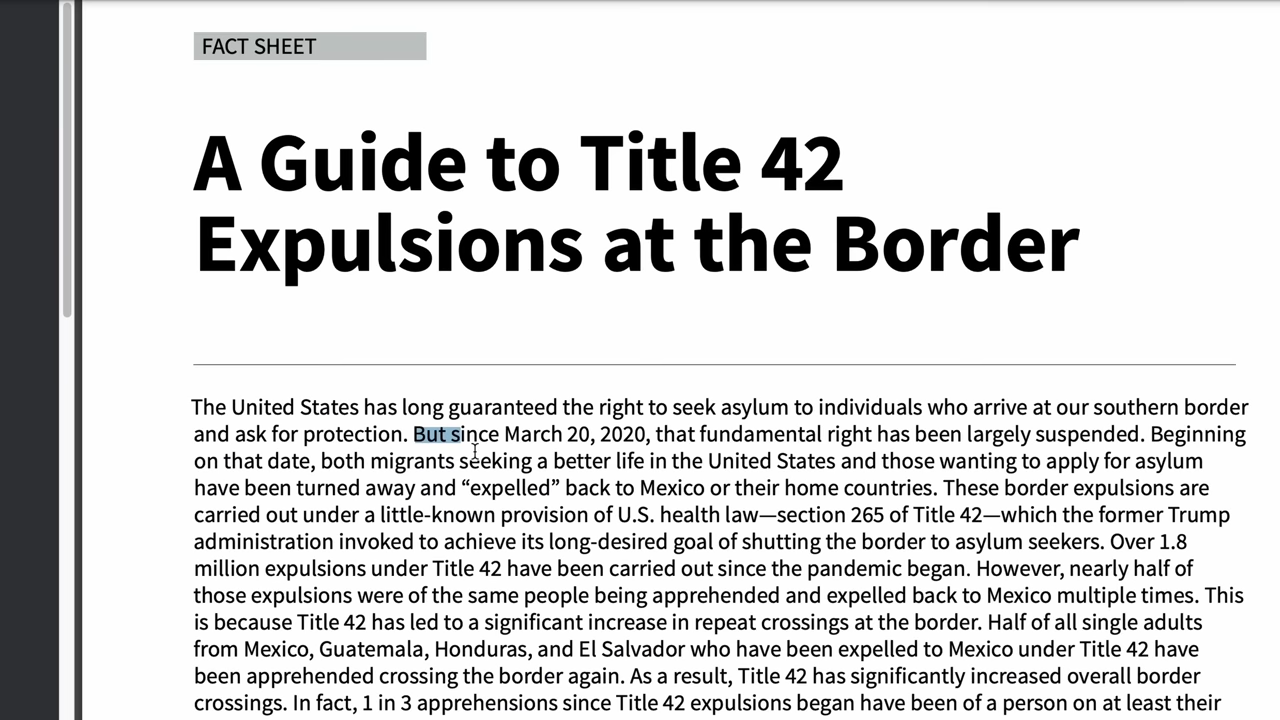 FACT SHEET
A Guide to Title 42
Expulsions at the Border
The United States has long guaranteed the right to seek asylum to individuals who arrive at our southern border
and ask for protection. But since March 20, 2020, that fundamental right has been largely suspended. Beginning
on that date, both migrants seeking a better life in the United States and those wanting to apply for asylum
have been turned away and “expelled” back to Mexico or their home countries. These border expulsions are
carried out under a little-known provision of U.S. health law—section 265 of Title 42—which the former Trump
administration invoked to achieve its long-desired goal of shutting the border to asylum seekers. Over 1.8
million expulsions under Title 42 have been carried out since the pandemic began. However, nearly half of
those expulsions were of the same people being apprehended and expelled back to Mexico multiple times. This
is because Title 42 has led to a significant increase in repeat crossings at the border. Half of all single adults
from Mexico, Guatemala, Honduras, and El Salvador who have been expelled to Mexico under Title 42 have
been apprehended crossing the border again. As a result, Title 42 has significantly increased overall border
crossings. In fact, 1 in 3 apprehensions since Title 42 expulsions began have been of a person on at least their